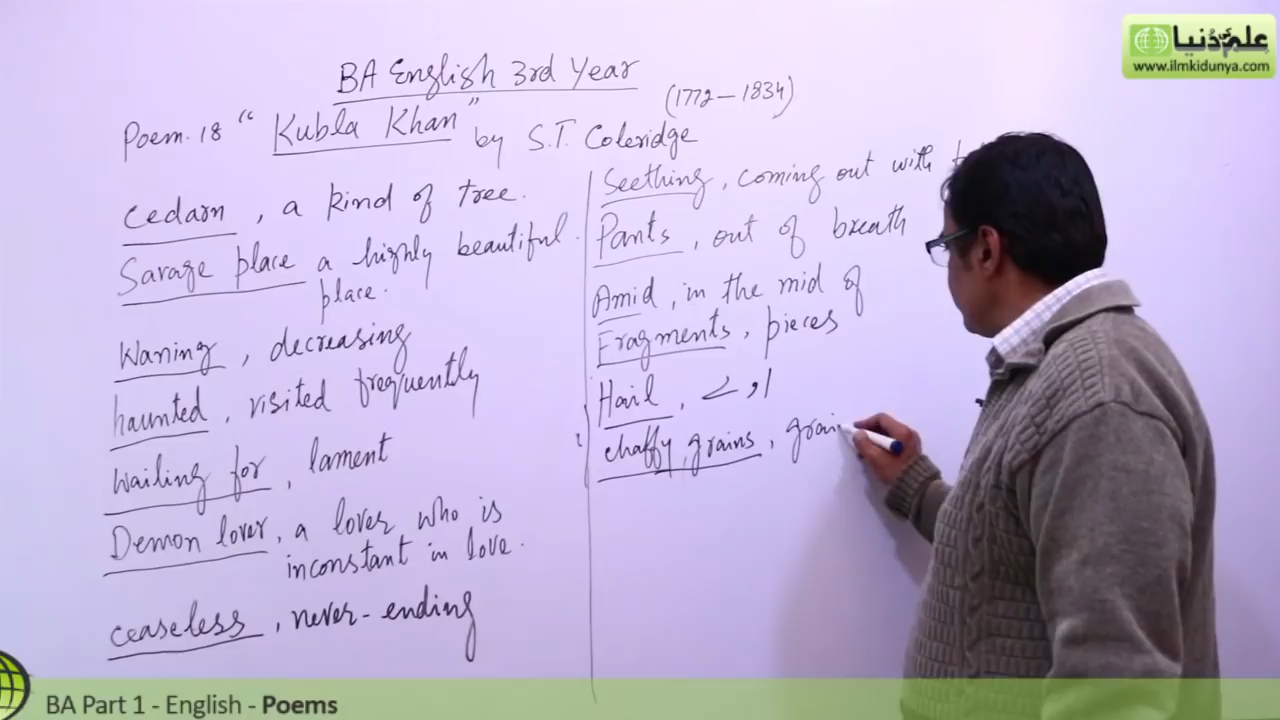 علم کی دنیا
www.ilmkidunya.com
BA English 3rd Year
Poem. 18 "Kubla Khan" by S.T. Coleridge
(1772 – 1834)
Cedarn, a kind of tree.
Savage place a highly beautiful
place.
Waning, decreasing
haunted, visited frequently
Wailing for, lament
Demon lover, a lover who is
inconstant in love.
ceaseless, never-ending
Seething, coming out with
Pants, out of breath
Amid, in the mid of
Fragments, pieces
Hail, اولے
chaffy grains, grain
BA Part 1 - English - Poems